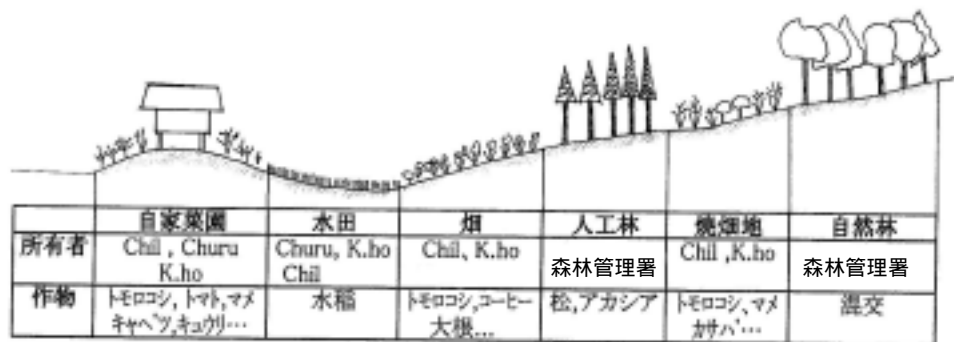 自家菜園 水田 畑 人工林 焼畑地 自然林
所有者 Chil , Churu K.ho Churu, K.ho Chil Chil、K.ho 森林管理署 Chil ,K.ho 森林管理署
作物 トモロコシ, トマト, マメ キャベツ, キュウリ… 水稲 トモロコシ, コーヒー 大根… 松, アカシア トモロコシ、マメ カサハ゛… 混交